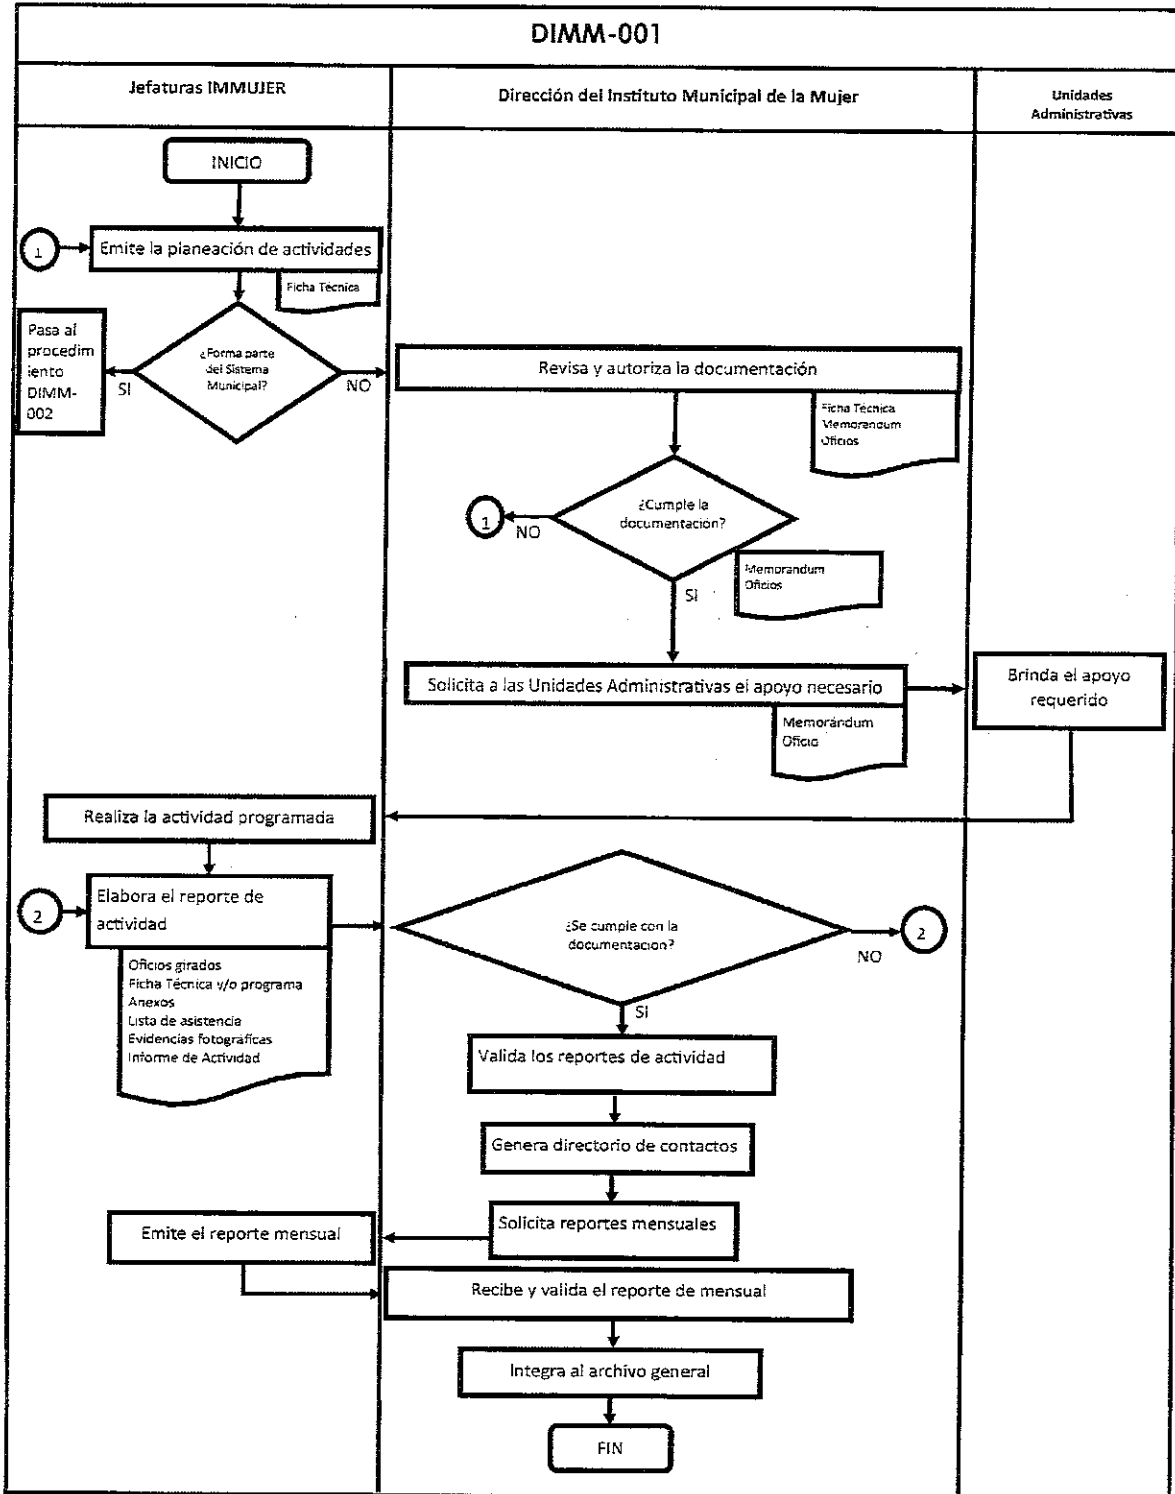 DIMM-001
Jefaturas IMMUJER
Dirección del Instituto Municipal de la Mujer
Unidades
Administrativas
INICIO
1
Emite la planeación de actividades
Ficha Técnica
¿Forma parte
del Sistema
Municipal?
SI
NO
Pasa al
procedim
iento
DIMM-
002
Revisa y autoriza la documentación
Ficha Técnica
Memorandum
Oficios
¿Cumple la
documentación?
1
NO
SI
Memorandum
Oficios
Solicita a las Unidades Administrativas el apoyo necesario
Memorándum
Oficio
Brinda el apoyo
requerido
Realiza la actividad programada
2
Elabora el reporte de
actividad
Oficios girados
Ficha Técnica y/o programa
Anexos
Lista de asistencia
Evidencias fotográficas
Informe de Actividad
¿Se cumple con la
documentación?
NO
2
SI
Valida los reportes de actividad
Genera directorio de contactos
Solicita reportes mensuales
Emite el reporte mensual
Recibe y valida el reporte de mensual
Integra al archivo general
FIN